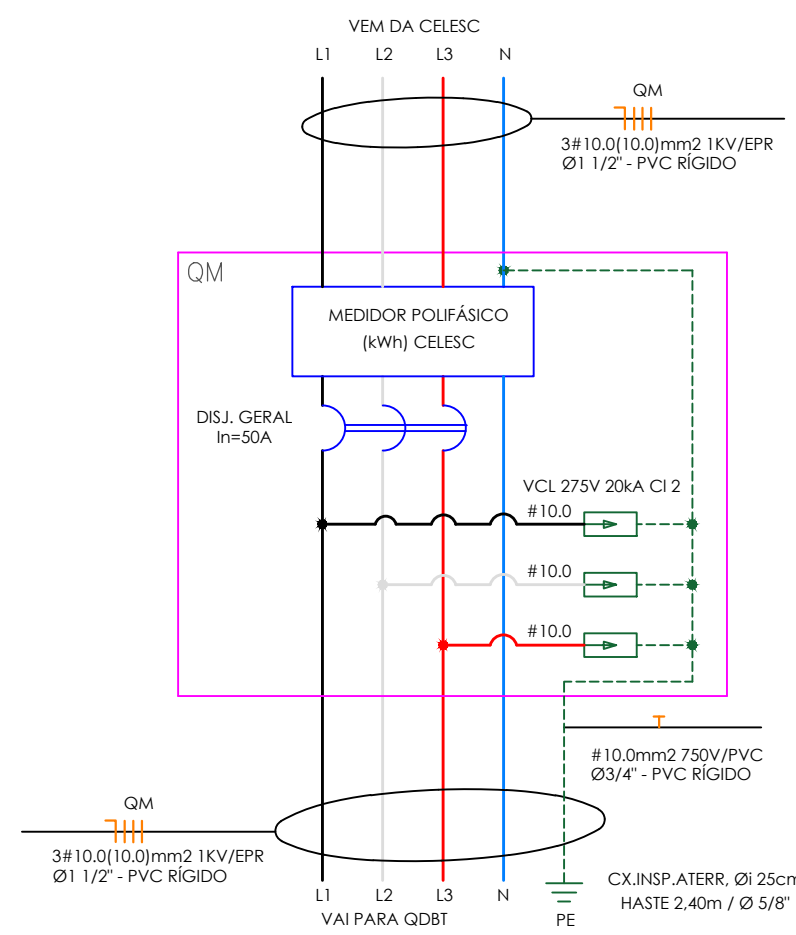 VEM DA CELESC
L1 L2 L3 N
QM
3#10.0(10.0)mm2 1KV/EPR
Ø1 1/2" - PVC RÍGIDO
QM
MEDIDOR POLIFÁSICO
(kWh) CELESC
DISJ. GERAL
In=50A
VCL 275V 20kA Cl 2
#10.0
#10.0
#10.0
#10.0mm2 750V/PVC
Ø3/4" - PVC RÍGIDO
QM
3#10.0(10.0)mm2 1KV/EPR
Ø1 1/2" - PVC RÍGIDO
L1 L2 L3 N
VAI PARA QDBT
PE
CX.INSP.ATERR, Øi 25cm
HASTE 2,40m / Ø 5/8"